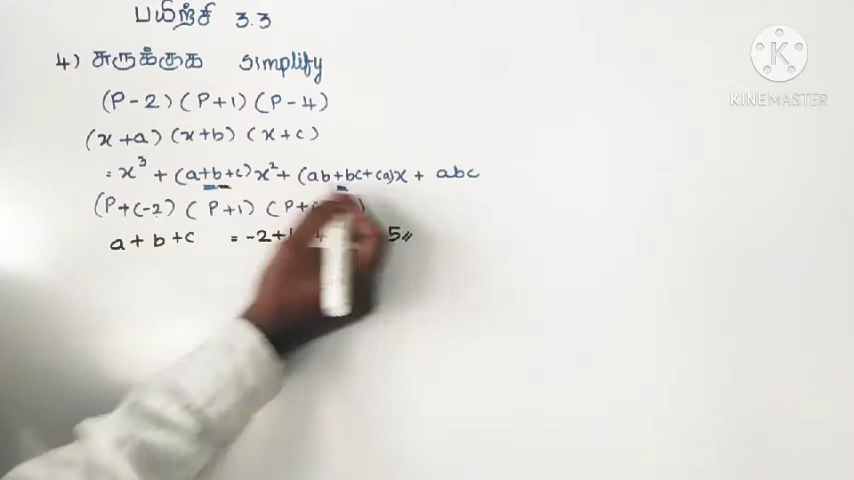 பயிற்சி 3.3
4) சுருக்குக simplify
(P-2) (P+1) (P-4)
(x+a) (x+b) (x+c)
= x³ + (a+b+c)x² + (ab+bc+ca)x + abc
(P+(-2) ( P+1) ( P+
a + b + c = -2+ 5//
K
KINEMASTER